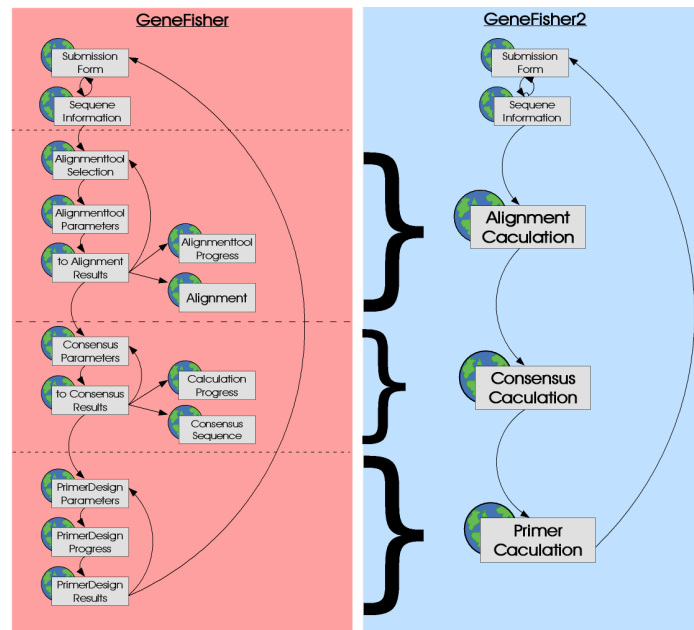 GeneFisher
Submission
Form
Sequene
Information
Alignmenttool
Selection
Alignmenttool
Parameters
to Alignment
Results
Alignmenttool
Progress
Alignment
Consensus
Parameters
to Consensus
Results
Calculation
Progress
Consensus
Sequence
PrimerDesign
Parameters
PrimerDesign
Progress
PrimerDesign
Results
GeneFisher2
Submission
Form
Sequene
Information
Alignment
Caculation
Consensus
Caculation
Primer
Caculation